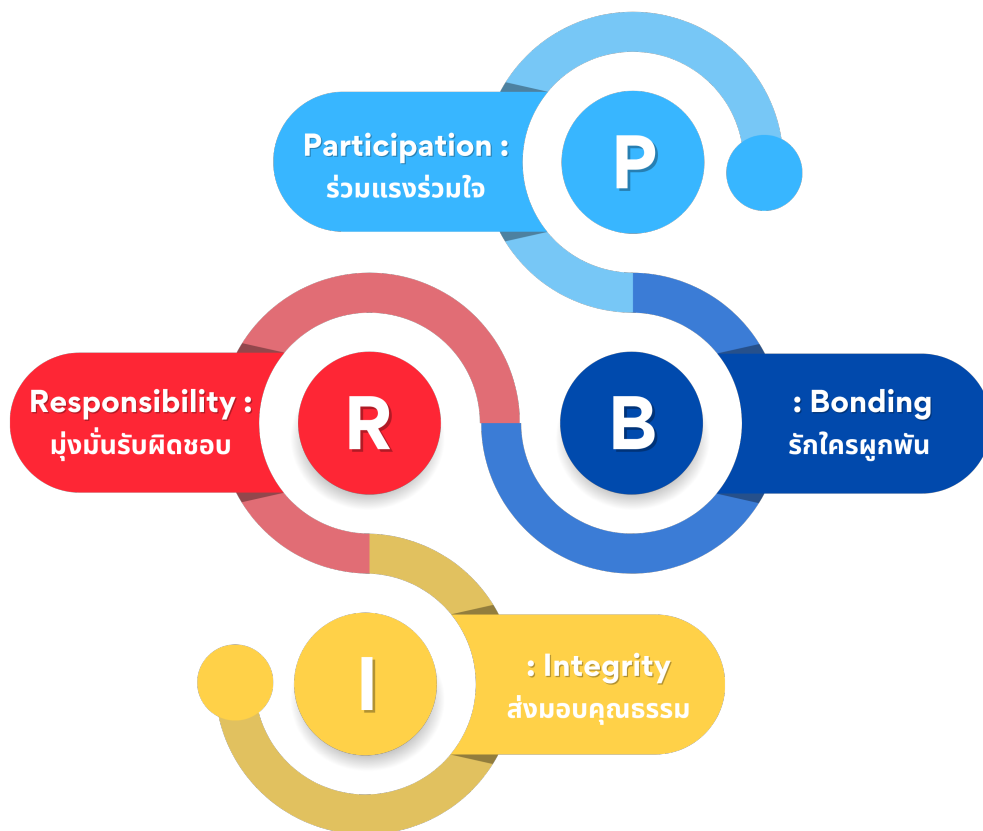 Participation :
ร่วมแรงร่วมใจ
P
Responsibility :
มุ่งมั่นรับผิดชอบ
R
B
: Bonding
รักใครผูกพัน
I
: Integrity
ส่งมอบคุณธรรม